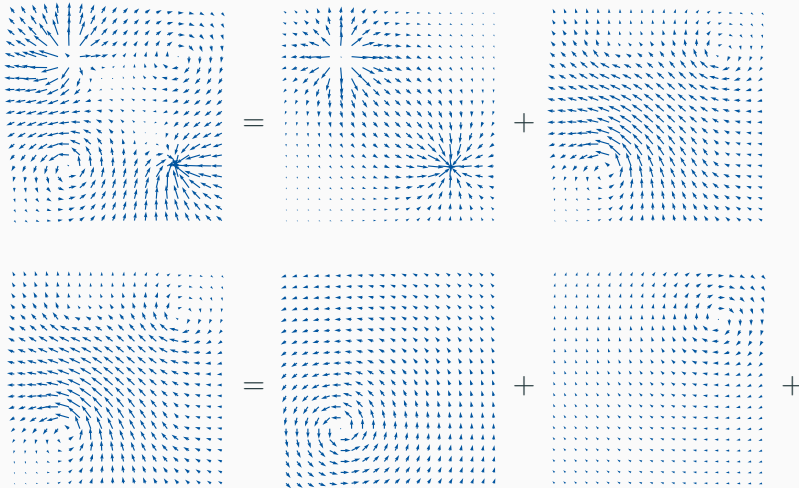 = +
= + +